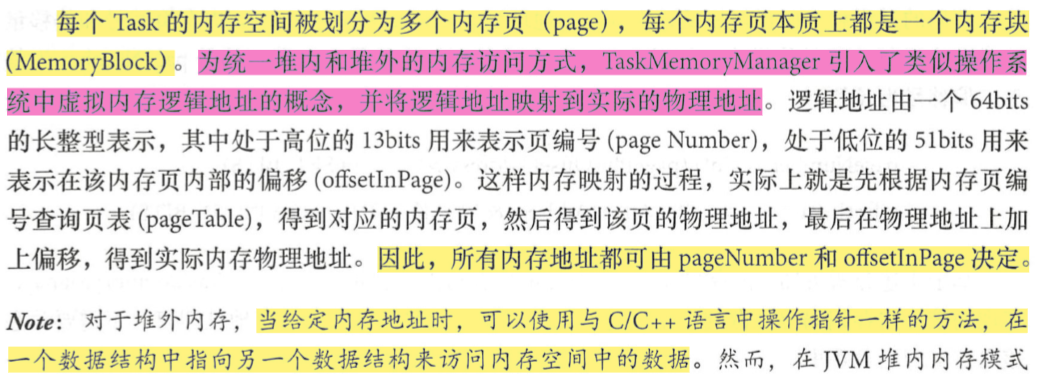 每个 Task 的内存空间被划分为多个内存页（page），每个内存页本质上都是一个内存块
(MemoryBlock)。为统一堆内和堆外的内存访问方式，TaskMemoryManager 引入了类似操作系
统中虚拟内存逻辑地址的概念，并将逻辑地址映射到实际的物理地址。逻辑地址由一个 64bits
的长整型表示，其中处于高位的 13bits 用来表示页编号 (page Number)，处于低位的 51bits 用来
表示在该内存页内部的偏移 (offsetInPage)。这样内存映射的过程，实际上就是先根据内存页编
号查询页表 (pageTable)，得到对应的内存页，然后得到该页的物理地址，最后在物理地址上加
上偏移，得到实际内存物理地址。因此，所有内存地址都可由 pageNumber 和 offsetInPage 决定。
Note: 对于堆外内存，当给定内存地址时，可以使用与 C/C++ 语言中操作指针一样的方法，在
一个数据结构中指向另一个数据结构来访问内存空间中的数据。然而，在 JVM 堆内内存模式